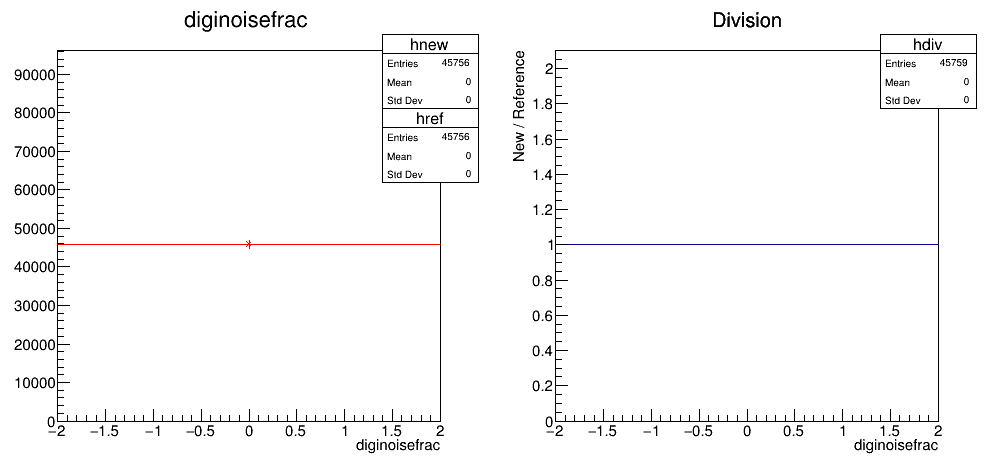 diginoisefrac
hnew
Entries 45756
Mean 0
Std Dev 0
href
Entries 45756
Mean 0
Std Dev 0
90000
80000
70000
60000
50000
40000
30000
20000
10000
0
−2 −1.5 −1 −0.5 0 0.5 1 1.5 2
diginoisefrac
Division
hdiv
Entries 45759
Mean 0
Std Dev 0
New / Reference
2
1.8
1.6
1.4
1.2
1
0.8
0.6
0.4
0.2
0
−2 −1.5 −1 −0.5 0 0.5 1 1.5 2
diginoisefrac